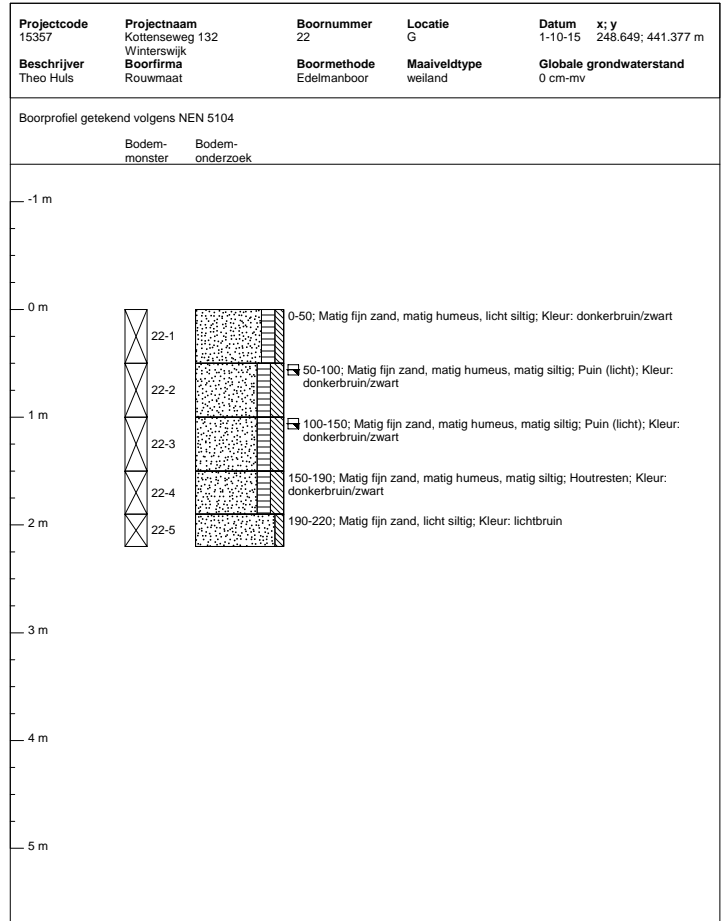 Projectcode Projectnaam Boornummer Locatie Datum x; y
15357 Kottenseweg 132 22 G 1-10-15 248.649; 441.377 m
Winterswijk
Beschrijver Boorfirma Boormethode Maaiveldtype Globale grondwaterstand
Theo Huls Rouwmaat Edelmanboor weiland 0 cm-mv
Boorprofiel getekend volgens NEN 5104
Bodem- Bodem-
monster onderzoek
-1 m
0 m
0-50; Matig fijn zand, matig humeus, licht siltig; Kleur: donkerbruin/zwart
22-1
50-100; Matig fijn zand, matig humeus, matig siltig; Puin (licht); Kleur:
donkerbruin/zwart
22-2
1 m
100-150; Matig fijn zand, matig humeus, matig siltig; Puin (licht); Kleur:
donkerbruin/zwart
22-3
150-190; Matig fijn zand, matig humeus, matig siltig; Houtresten; Kleur:
donkerbruin/zwart
22-4
2 m
190-220; Matig fijn zand, licht siltig; Kleur: lichtbruin
22-5
3 m
4 m
5 m